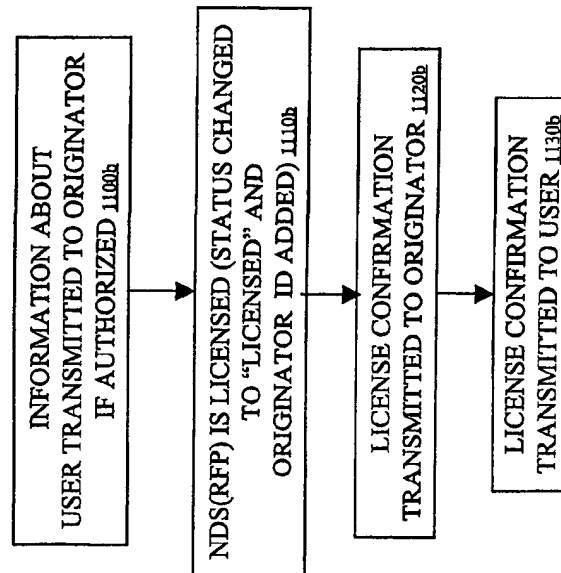 INFORMATION ABOUT
USER TRANSMITTED TO ORIGINATOR
IF AUTHORIZED 1100b
NDS(RFP) IS LICENSED (STATUS CHANGED
TO "LICENSED" AND
ORIGINATOR ID ADDED) 1110b
LICENSE CONFIRMATION
TRANSMITTED TO ORIGINATOR 1120b
LICENSE CONFIRMATION
TRANSMITTED TO USER 1130b